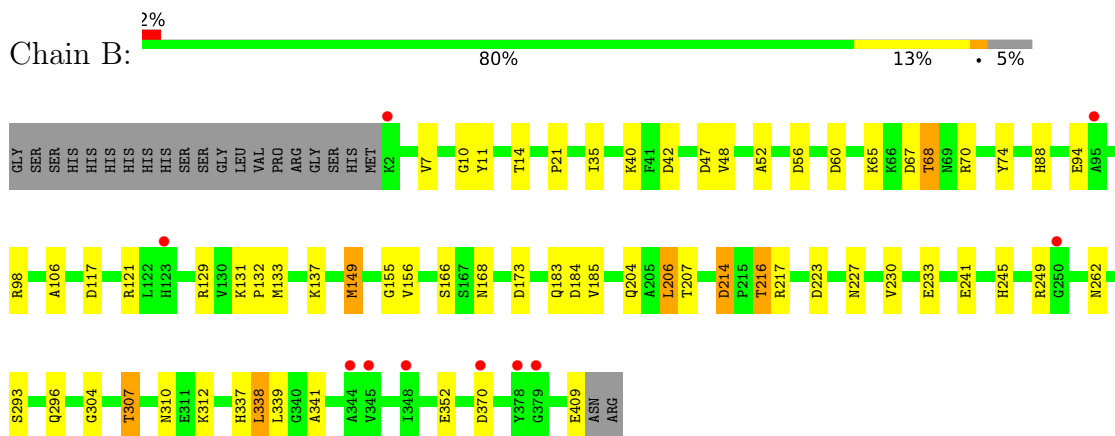 2%
Chain B:
80% 13% • 5%
GLY SER SER HIS HIS HIS HIS HIS HIS SER SER GLY LEU VAL PRO ARG GLY SER HIS MET K2 V7 G10 Y11 T14 P21 I35 K40 F41 D42 D47 V48 A52 D56 D60 K65 K66 D67 T68 N69 R70 Y74 H88 E94 A95
R98 A106 D117 R121 L122 H123 R129 V130 K131 P132 M133 K137 M149 G155 V156 S166 S167 N168 D173 Q183 D184 V185 Q204 A205 L206 T207 D214 P215 T216 R217 D223 N227 V230 E233 E241 H245 R249 G250 N262
S293 Q296 G304 T307 N310 E311 K312 H337 L338 L339 G340 A341 A344 V345 I348 E352 D370 Y378 G379 E409 ASN ARG